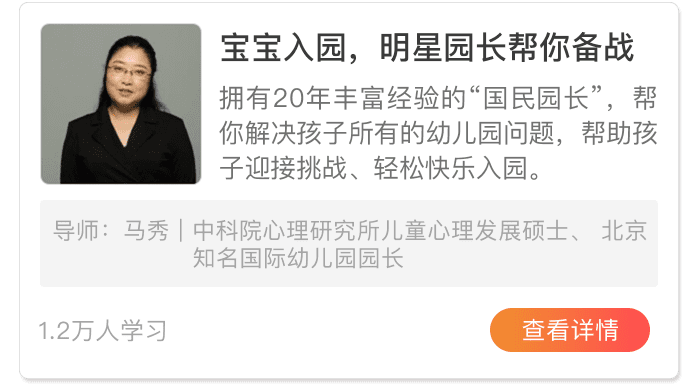 宝宝入园，明星园长帮你备战
拥有20年丰富经验的“国民园长”，帮
你解决孩子所有的幼儿园问题，帮助孩
子迎接挑战、轻松快乐入园。
导师：马秀 | 中科院心理研究所儿童心理发展硕士、 北京
知名国际幼儿园园长
1.2万人学习
查看详情